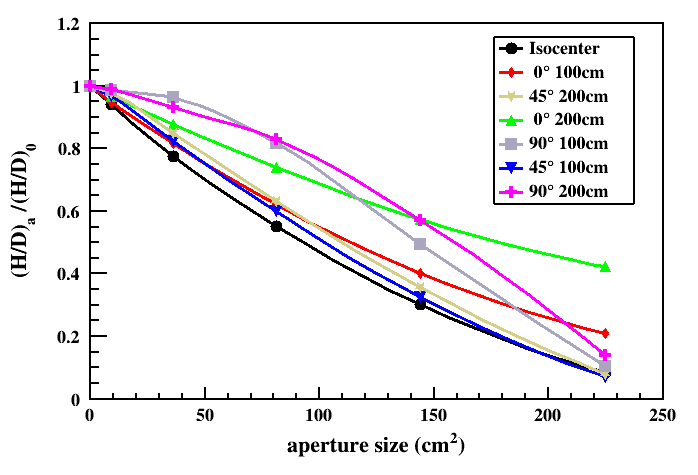 1.2
1
0.8
0.6
0.4
0.2
0
0
50
100
150
200
250
(H/D)a /(H/D)0
aperture size (cm²)
Isocenter
0° 100cm
45° 200cm
0° 200cm
90° 100cm
45° 100cm
90° 200cm